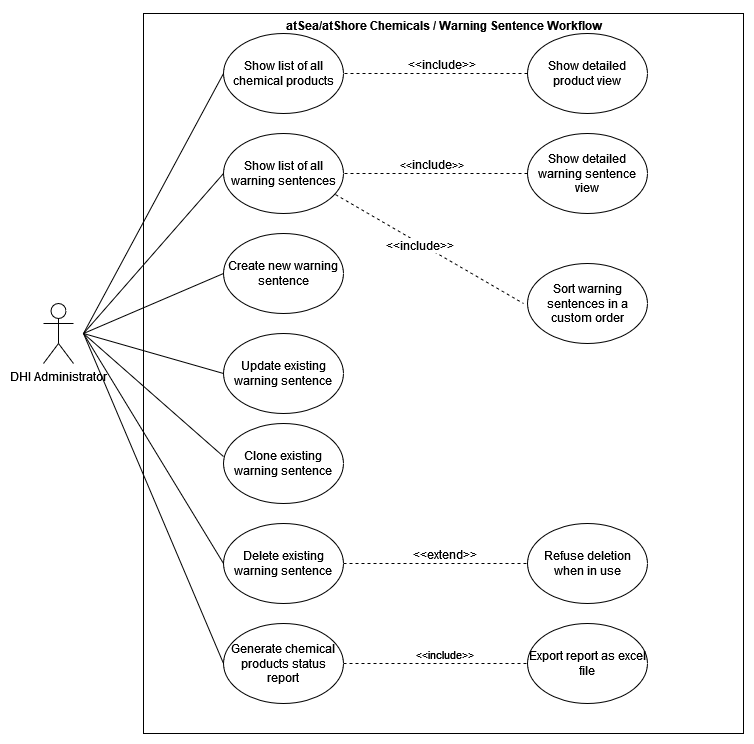 atSea/atShore Chemicals / Warning Sentence Workflow
Show list of all
chemical products
<<include>>
Show detailed
product view
Show list of all
warning sentences
<<include>>
Show detailed
warning sentence
view
<<include>>
Create new warning
sentence
Sort warning
sentences in a
custom order
DHI Administrator
Update existing
warning sentence
Clone existing
warning sentence
Delete existing
warning sentence
<<extend>>
Refuse deletion
when in use
Generate chemical
products status
report
<<include>>
Export report as excel
file